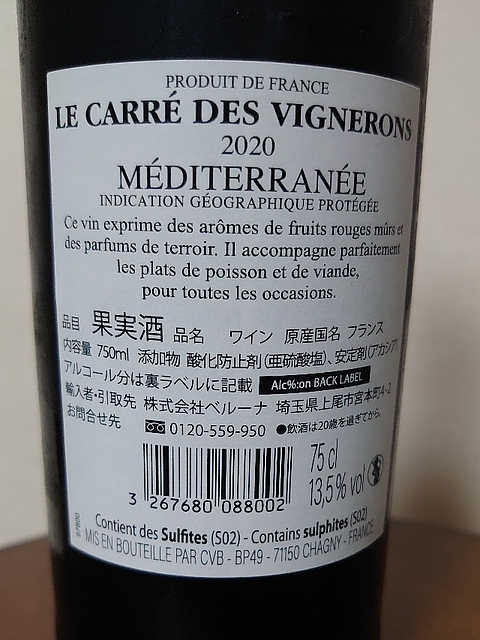 PRODUIT DE FRANCE
LE CARRÉ DES VIGNERONS
2020
MÉDITERRANÉE
INDICATION GÉOGRAPHIQUE PROTÉGÉE
Ce vin exprime des arômes de fruits rouges mûrs et
des parfums de terroir. Il accompagne parfaitement
les plats de poisson et de viande,
pour toutes les occasions.
品目 果実酒 品名 ワイン 原産国名 フランス
内容量 750ml 添加物 酸化防止剤(亜硫酸塩)、安定剤(アカシア
アルコール分は裏ラベルに記載 Alc%:on BACK LABEL
輸入者・引取先 株式会社ベルーナ 埼玉県上尾市宮本町4-2
お問合せ先 0120-559-950 ●飲酒は20歳を過ぎてから。
75 cl
13,5 % vol
3 267680 088002
97800
Contient des Sulfites (S02) - Contains sulphites (S02)
MIS EN BOUTEILLE PAR CVB - BP49 - 71150 CHAGNY - FRANCE